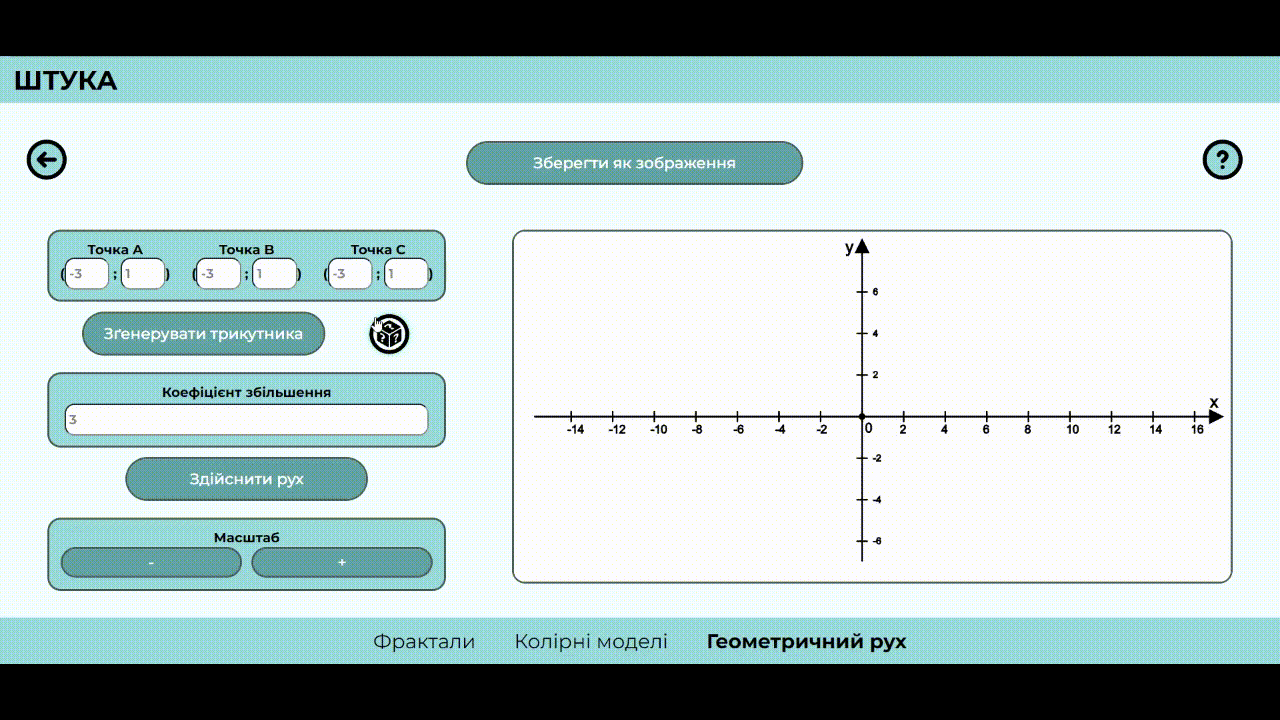 ШТУКА
Зберегти як зображення
?
Точка A Точка B Точка C
(-3 ; 1) (-3 ; 1) (-3 ; 1)
Згенерувати трикутника
Коефіцієнт збільшення
3
Здійснити рух
Масштаб
- +
y
6
4
2
x
-14 -12 -10 -8 -6 -4 -2 0 2 4 6 8 10 12 14 16
-2
-4
-6
Фрактали Колірні моделі Геометричний рух